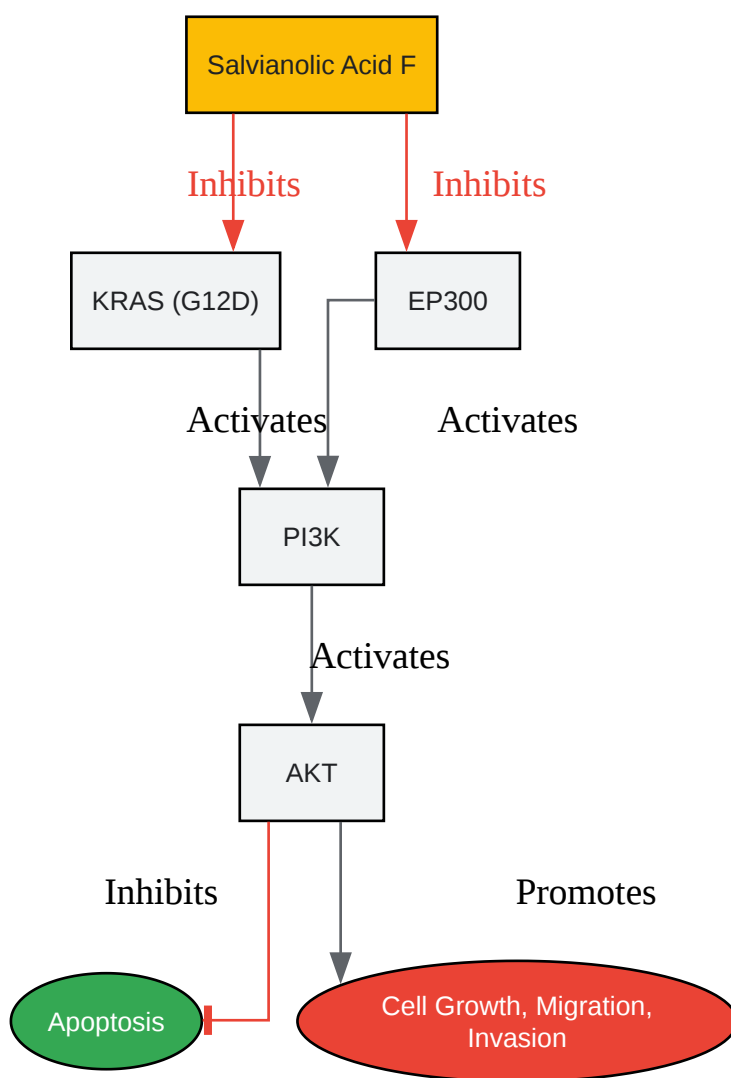 Salvianolic Acid F
Inhibits
Inhibits
KRAS (G12D)
EP300
Activates
Activates
PI3K
Activates
AKT
Inhibits
Promotes
Apoptosis
Cell Growth, Migration,
Invasion